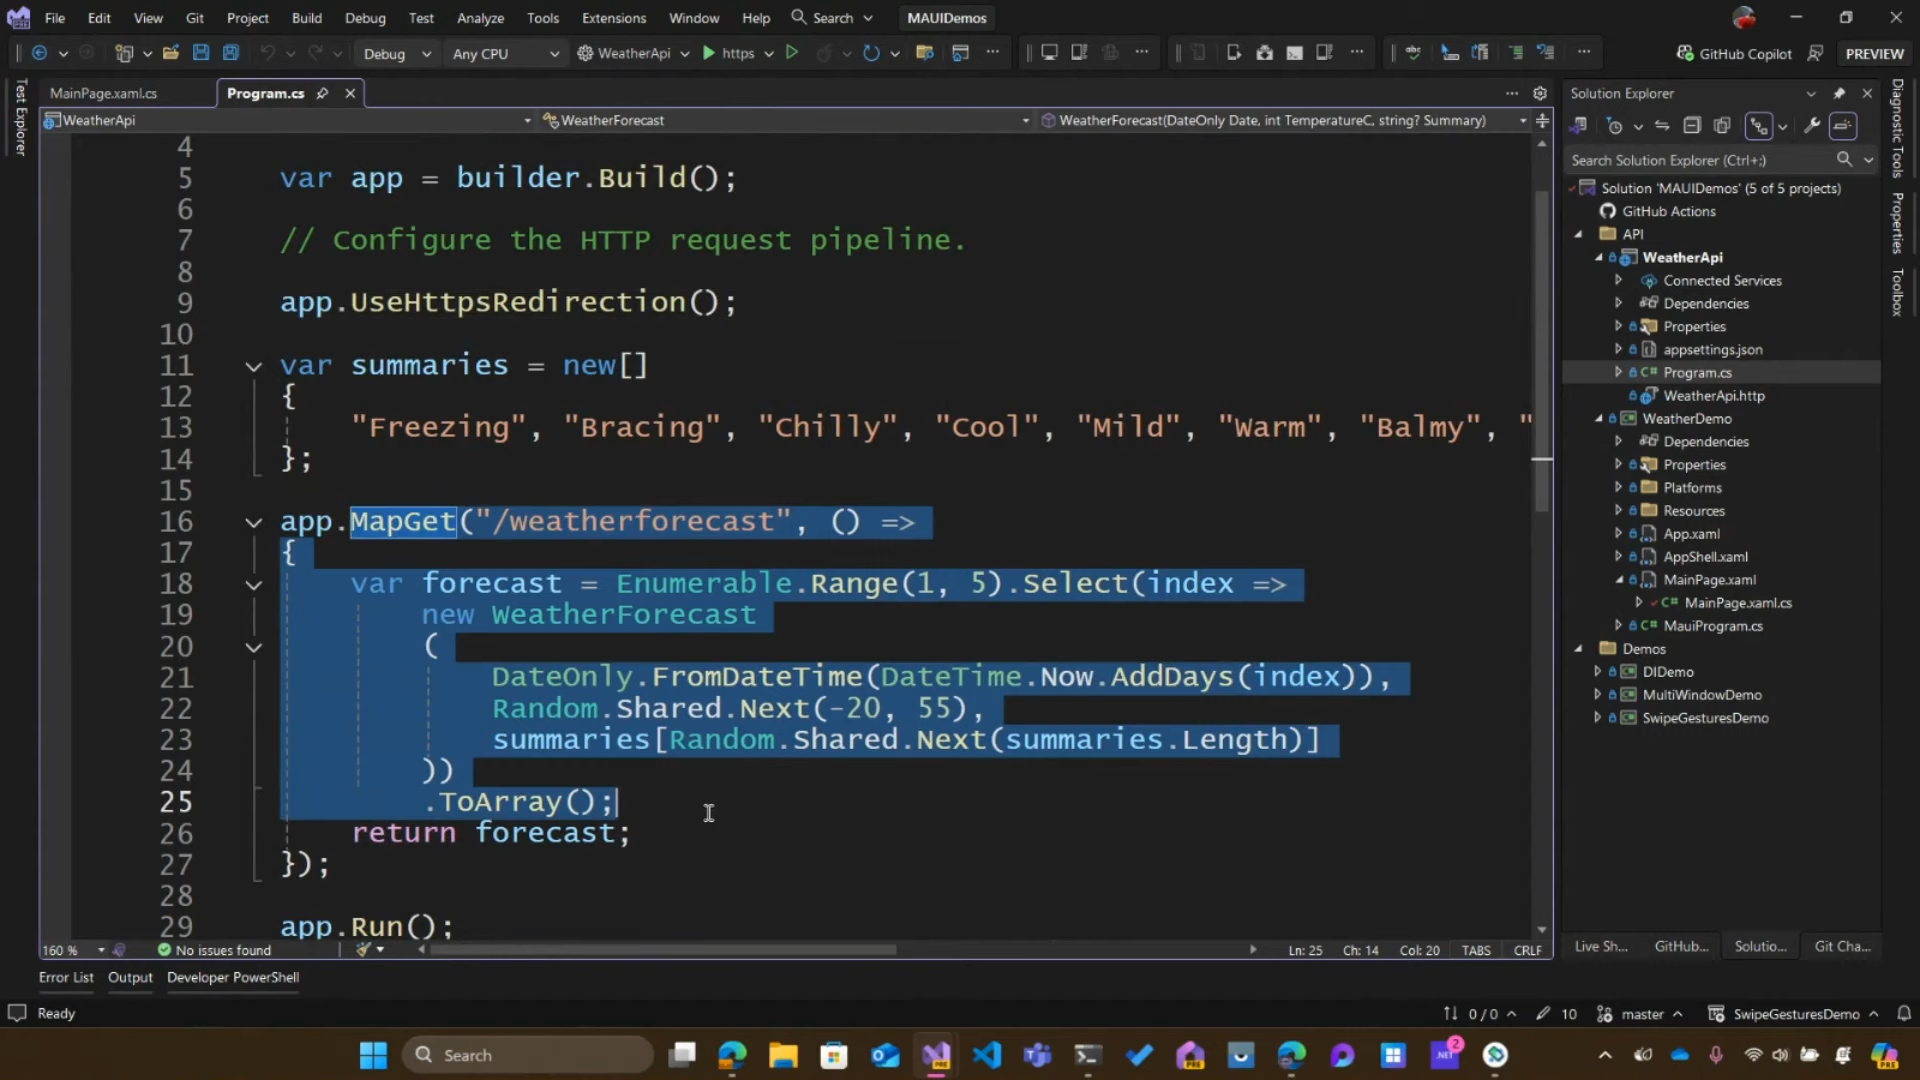 File Edit View Git Project Build Debug Test Analyze Tools Extensions Window Help Search MAUIDemos
Debug Any CPU WeatherApi https GitHub Copilot PREVIEW
Test Explorer
MainPage.xaml.cs Program.cs
WeatherApi WeatherForecast WeatherForecast(DateOnly Date, int TemperatureC, string? Summary)
4
5 var app = builder.Build();
6
7 // Configure the HTTP request pipeline.
8
9 app.UseHttpsRedirection();
10
11 var summaries = new[]
12 {
13 "Freezing", "Bracing", "Chilly", "Cool", "Mild", "Warm", "Balmy", "
14 };
15
16 app.MapGet("/weatherforecast", () =>
17 {
18 var forecast = Enumerable.Range(1, 5).Select(index =>
19 new WeatherForecast
20 (
21 DateOnly.FromDateTime(DateTime.Now.AddDays(index)),
22 Random.Shared.Next(-20, 55),
23 summaries[Random.Shared.Next(summaries.Length)]
24 ))
25 .ToArray();
26 return forecast;
27 });
28
29 app.Run();
160 % No issues found Ln: 25 Ch: 14 Col: 20 TABS CRLF
Solution Explorer
Search Solution Explorer (Ctrl+;)
Solution 'MAUIDemos' (5 of 5 projects)
GitHub Actions
API
WeatherApi
Connected Services
Dependencies
Properties
appsettings.json
C# Program.cs
WeatherApi.http
WeatherDemo
Dependencies
Properties
Platforms
Resources
App.xaml
AppShell.xaml
MainPage.xaml
C# MainPage.xaml.cs
C# MauiProgram.cs
Demos
DIDemo
MultiWindowDemo
SwipeGesturesDemo
Live Sh... GitHub... Solutio... Git Cha...
Diagnostic Tools
Properties
Toolbox
Error List Output Developer PowerShell
Ready 0 / 0 10 master SwipeGesturesDemo
Search PRE .NET 2 PRE